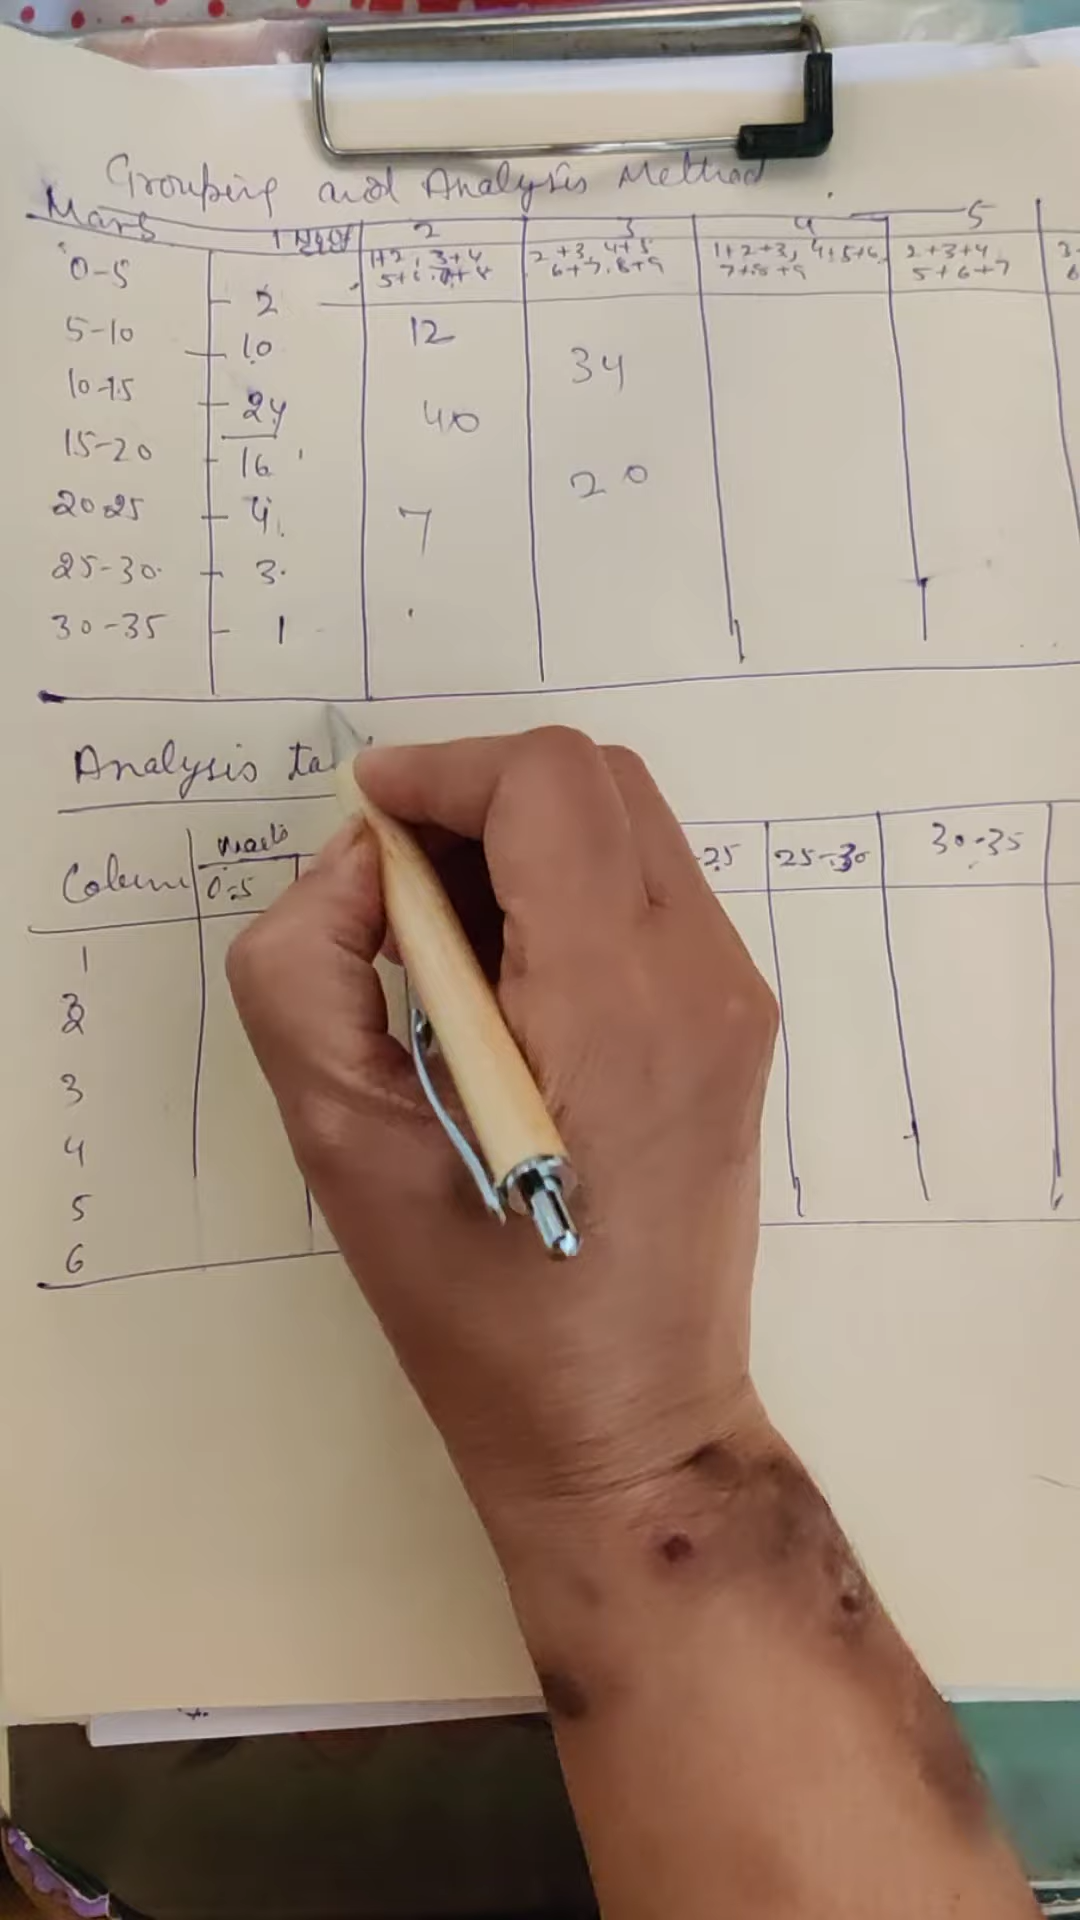 Grouping and Analysis Method
Marks
1 2 3 4 5
1+2, 3+4 2+3, 4+5 1+2+3, 4+5+6 2+3+4
6+7, 8+9 7+8+9 5+6+7
0-5 2
5-10 10 12
10-15 24 34
15-20 16 40
20-25 4 20
25-30 3 7
30-35 1
Analysis ta
Column Marks
0-5 25 25-30 30-35
1
2
3
4
5
6